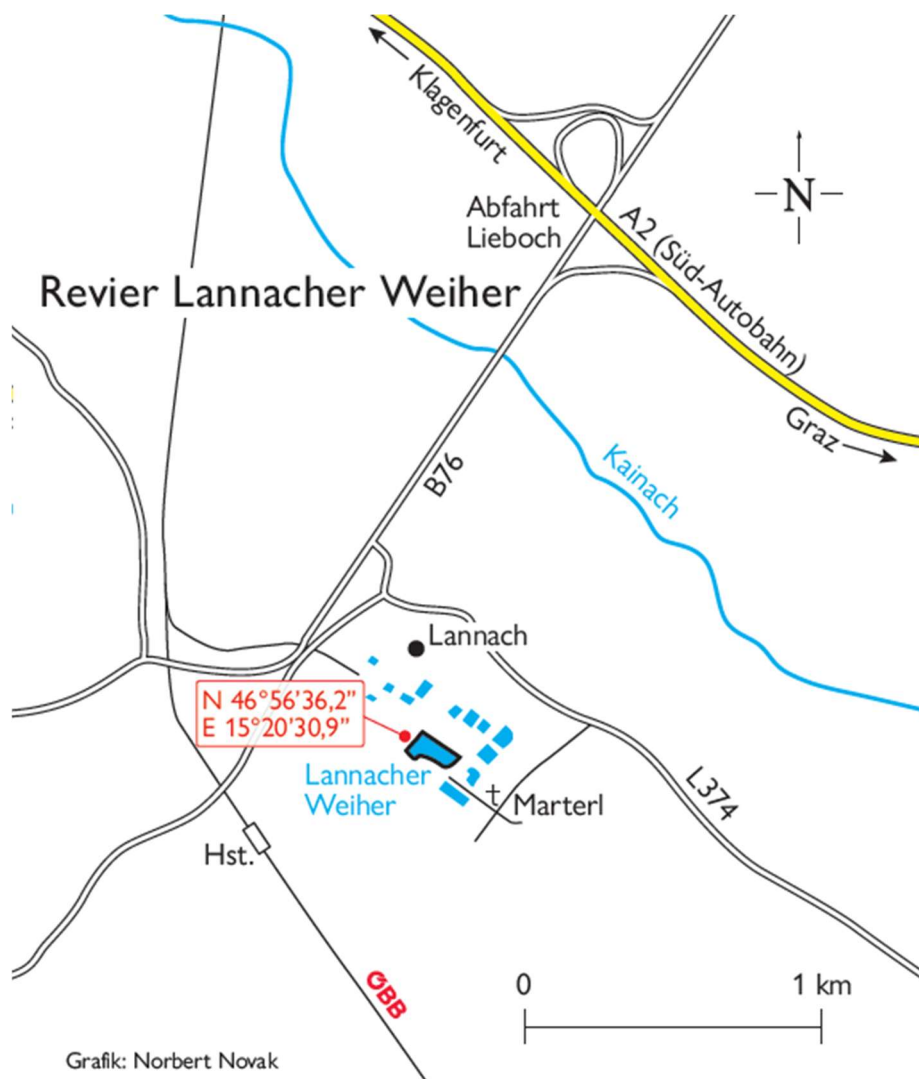 Klagenfurt
Abfahrt
Lieboch
A2 (Süd-Autobahn)
N
Revier Lannacher Weiher
Graz
B76
Kainach
Lannach
N 46°56'36,2"
E 15°20'30,9"
Lannacher
Weiher
Marterl
L374
Hst.
ÖBB
0 1 km
Grafik: Norbert Novak